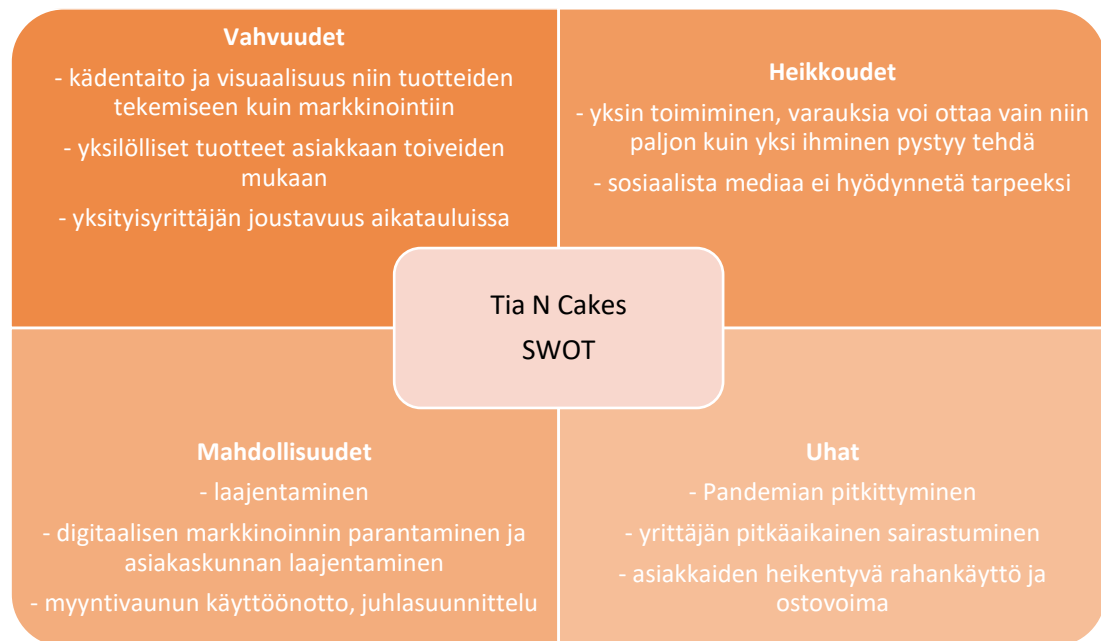 Vahvuudet
- kädentaito ja visuaalisuus niin tuotteiden
tekemiseen kuin markkinointiin
- yksilölliset tuotteet asiakkaan toiveiden
mukaan
- yksityisyrittäjän joustavuus aikatauluissa
Heikkoudet
- yksin toimiminen, varauksia voi ottaa vain niin
paljon kuin yksi ihminen pystyy tehdä
- sosiaalista mediaa ei hyödynnetä tarpeeksi
Tia N Cakes
SWOT
Mahdollisuudet
- laajentaminen
- digitaalisen markkinoinnin parantaminen ja
asiakaskunnan laajentaminen
- myyntivaunun käyttöönotto, juhlasuunnittelu
Uhat
- Pandemian pitkittyminen
- yrittäjän pitkäaikainen sairastuminen
- asiakkaiden heikentyvä rahankäyttö ja
ostovoima